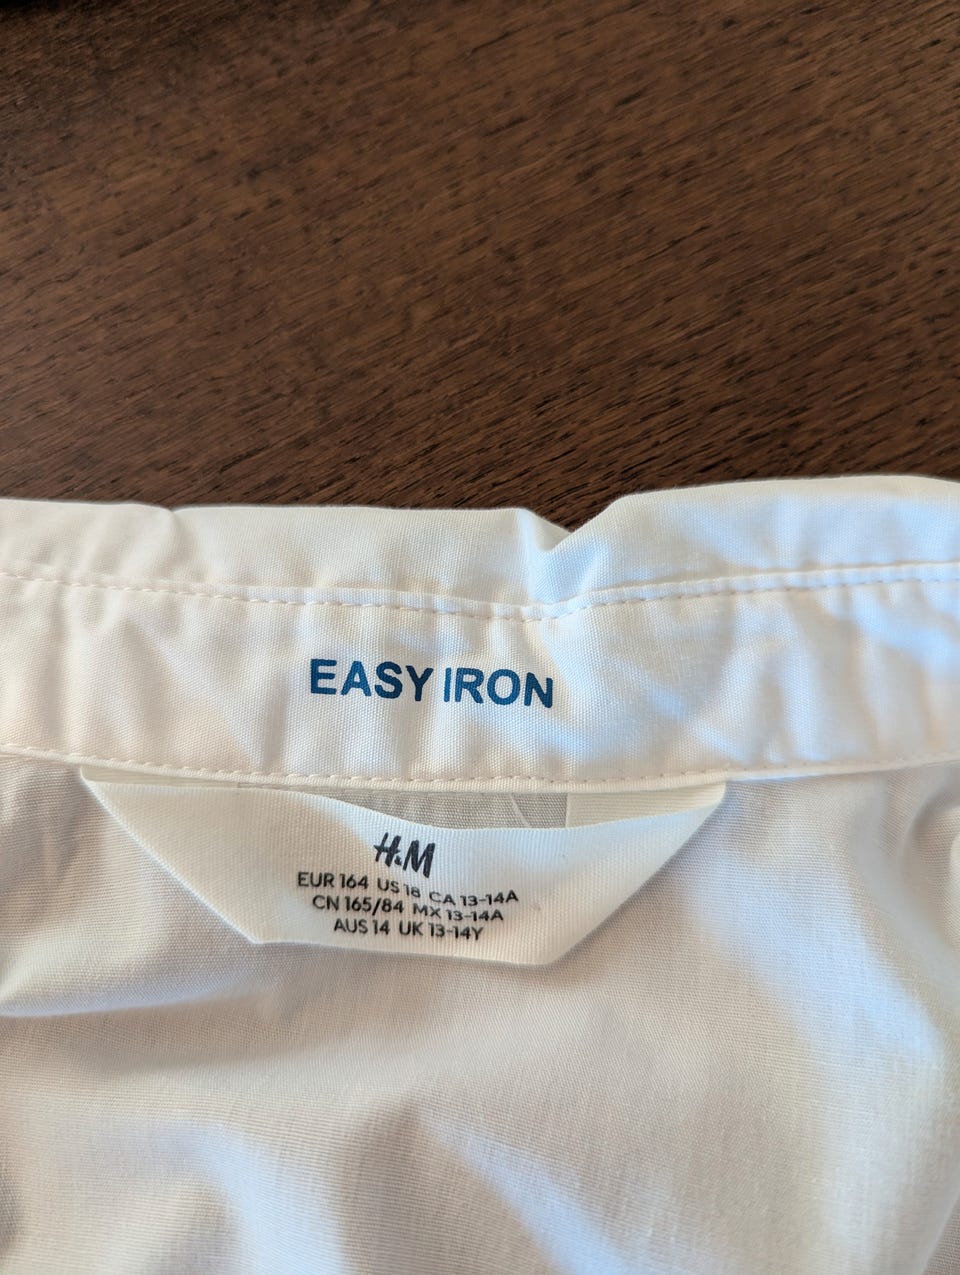 EASY IRON
H&M
EUR 164 US 18 CA 13-14A
CN 165/84 MX 13-14A
AUS 14 UK 13-14Y